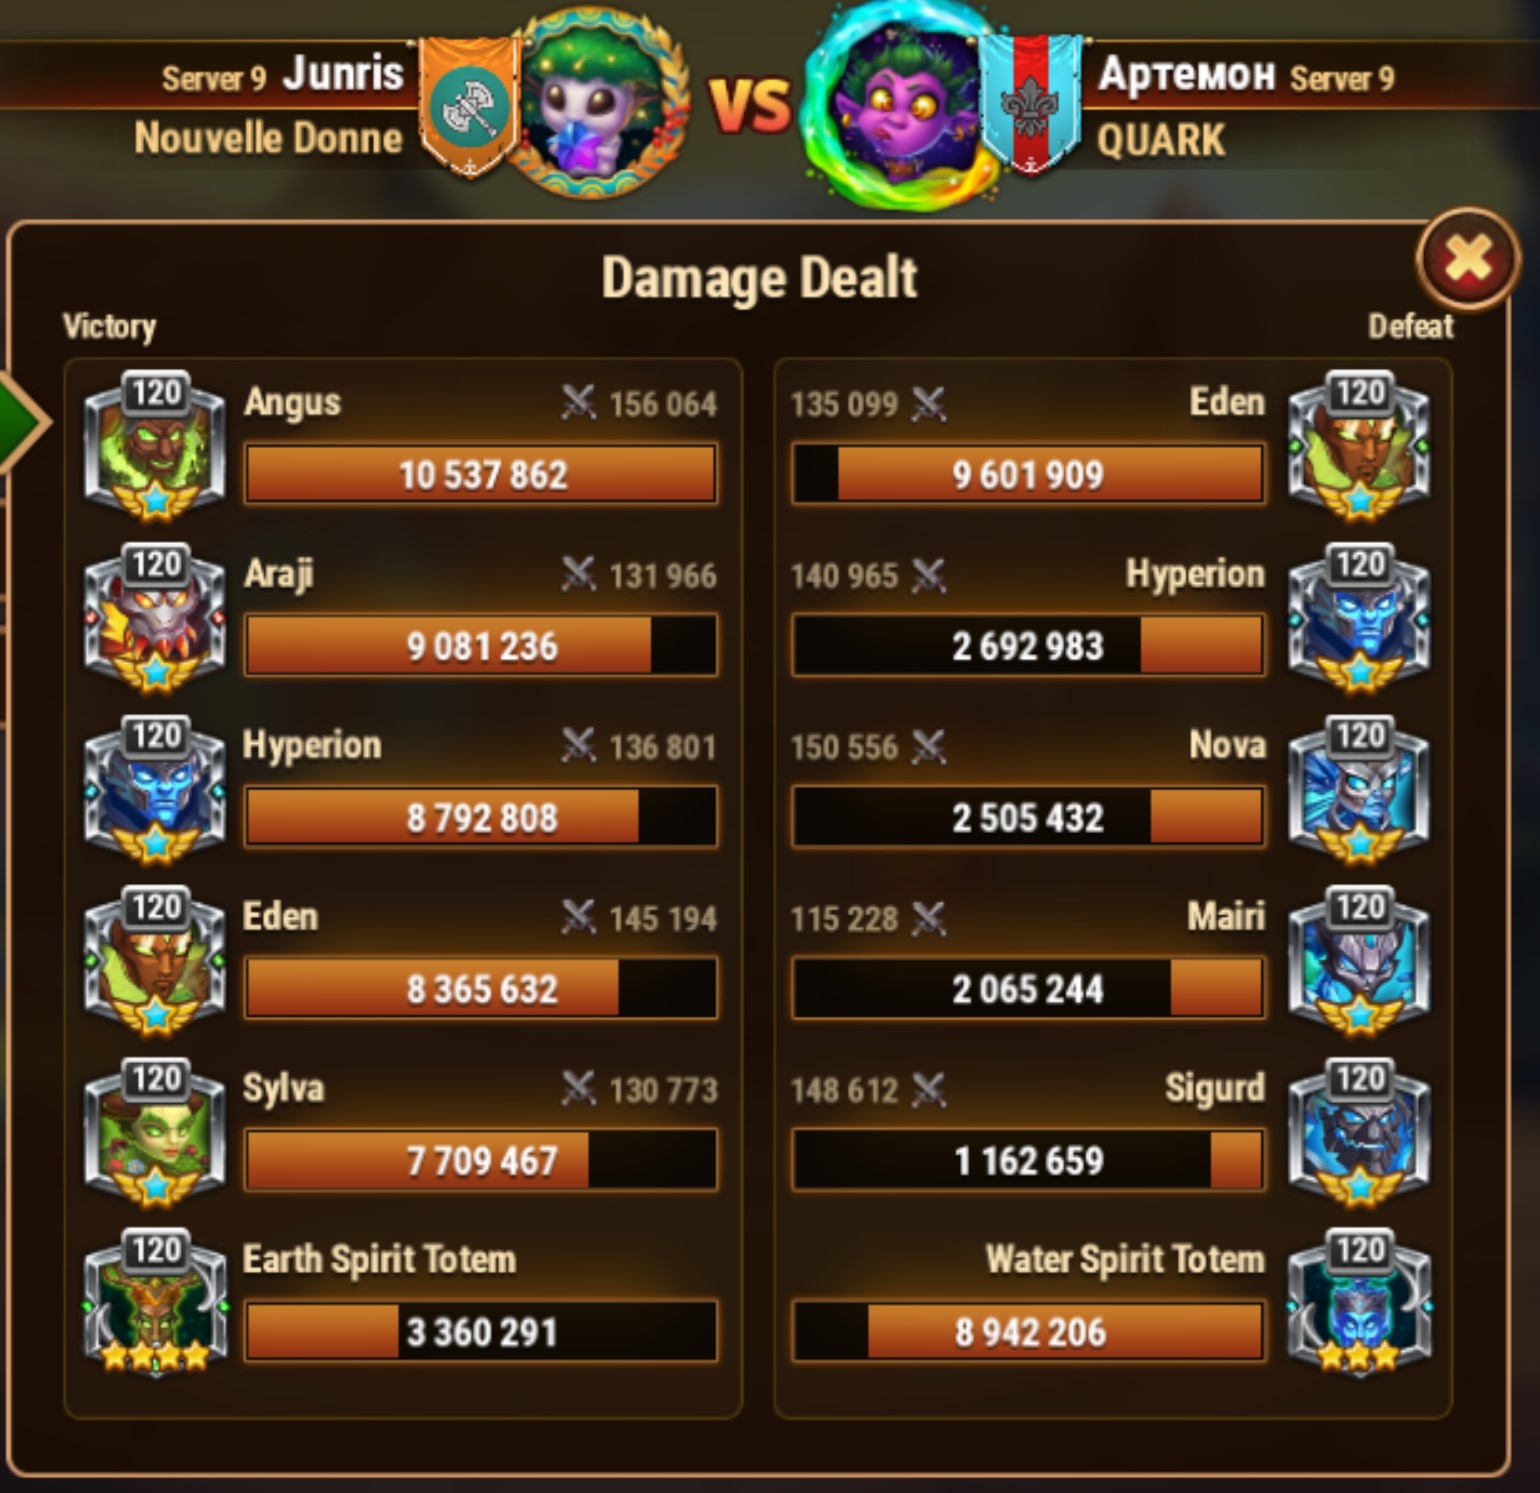 Server 9 Junris VS Артемон Server 9
Nouvelle Donne QUARK
Damage Dealt
Victory Defeat
120 Angus 156 064 135 099 Eden 120
10 537 862 9 601 909
120 Araji 131 966 140 965 Hyperion 120
9 081 236 2 692 983
120 Hyperion 136 801 150 556 Nova 120
8 792 808 2 505 432
120 Eden 145 194 115 228 Mairi 120
8 365 632 2 065 244
120 Sylva 130 773 148 612 Sigurd 120
7 709 467 1 162 659
120 Earth Spirit Totem Water Spirit Totem 120
3 360 291 8 942 206